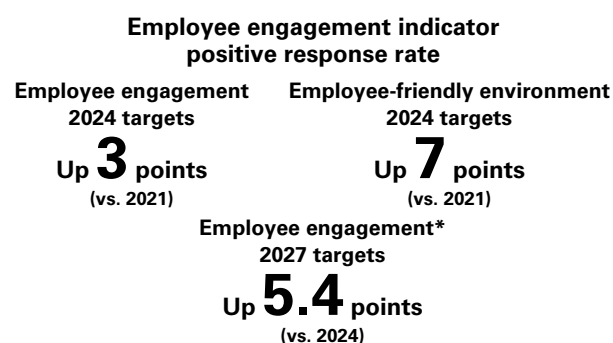 Employee engagement indicator
positive response rate
Employee engagement
2024 targets
Up 3 points
(vs. 2021)
Employee-friendly environment
2024 targets
Up 7 points
(vs. 2021)
Employee engagement*
2027 targets
Up 5.4 points
(vs. 2024)